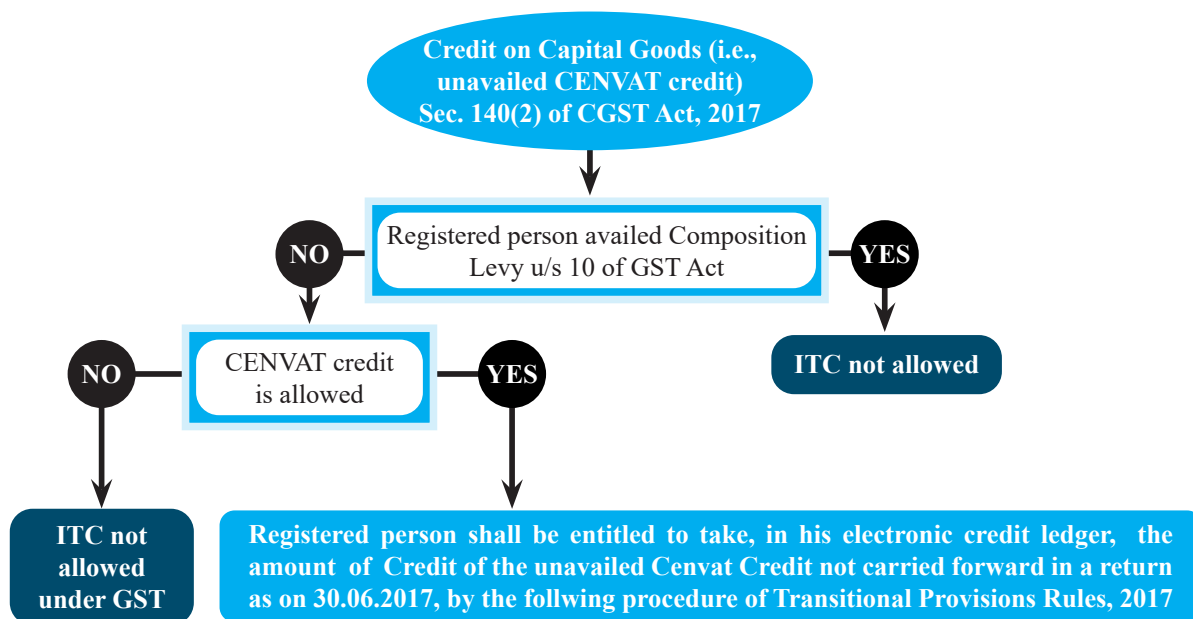 Credit on Capital Goods (i.e.,
unavailed CENVAT credit)
Sec. 140(2) of CGST Act, 2017
NO
Registered person availed Composition
Levy u/s 10 of GST Act
YES
NO
CENVAT credit
is allowed
YES
ITC not allowed
ITC not
allowed
under GST
Registered person shall be entitled to take, in his electronic credit ledger, the
amount of Credit of the unavailed Cenvat Credit not carried forward in a return
as on 30.06.2017, by the follwing procedure of Transitional Provisions Rules, 2017